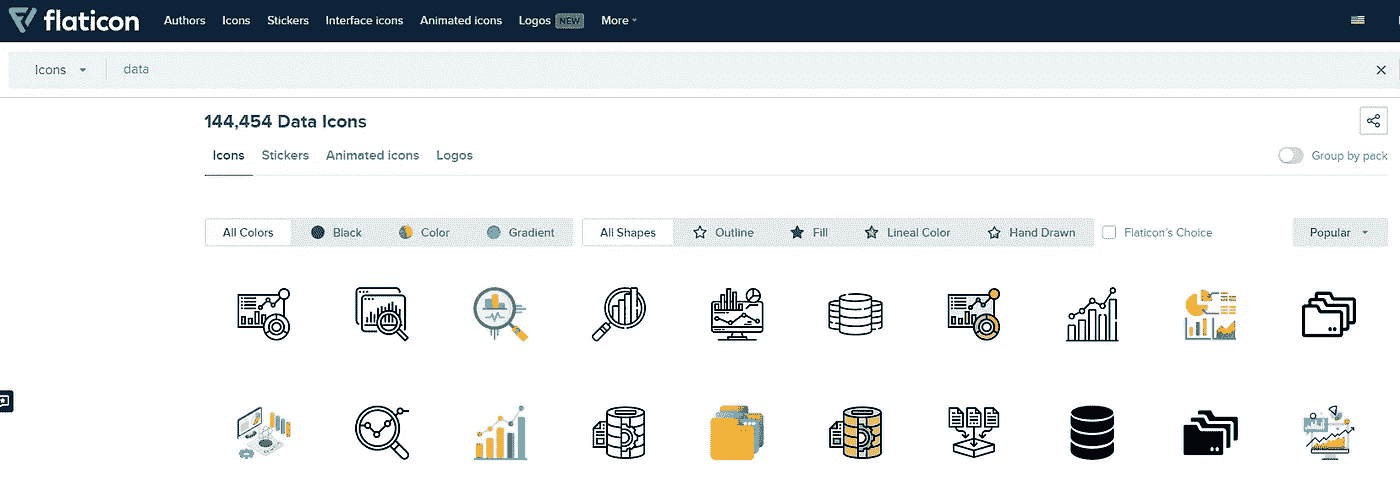 flaticon Authors Icons Stickers Interface icons Animated icons Logos NEW More
Icons data
144,454 Data Icons
Icons Stickers Animated icons Logos Group by pack
All Colors Black Color Gradient All Shapes Outline Fill Lineal Color Hand Drawn Flaticon's Choice Popular